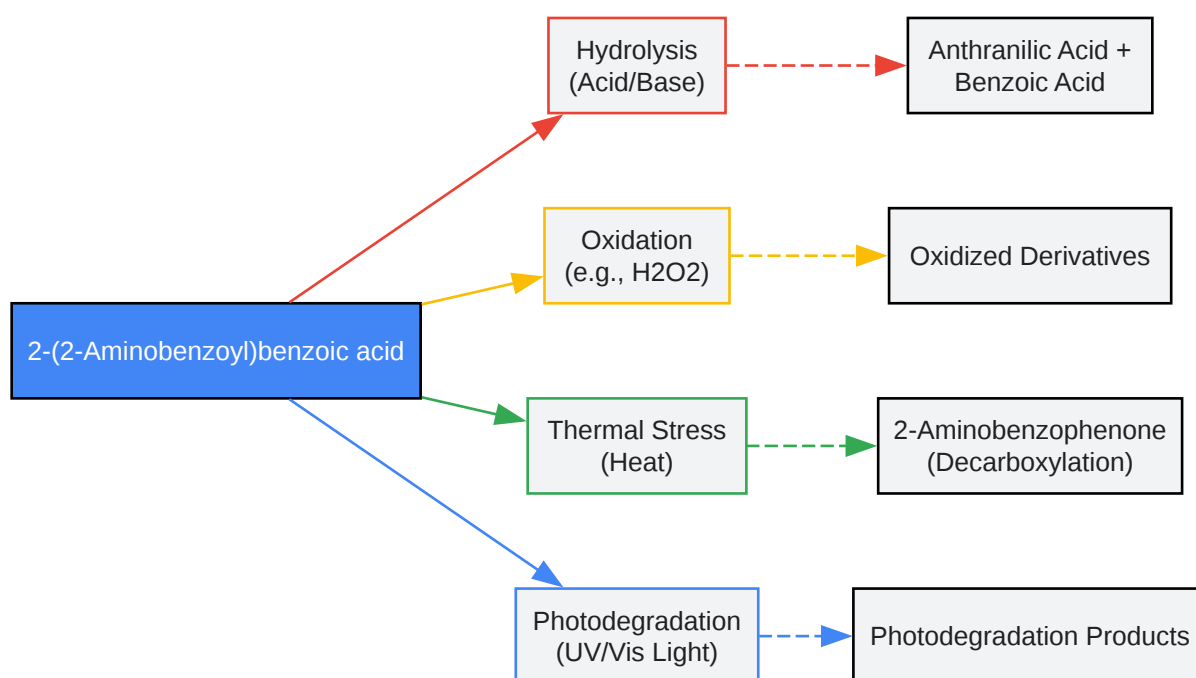 Hydrolysis
(Acid/Base)
Anthranilic Acid +
Benzoic Acid
Oxidation
(e.g., H2O2)
Oxidized Derivatives
2-(2-Aminobenzoyl)benzoic acid
Thermal Stress
(Heat)
2-Aminobenzophenone
(Decarboxylation)
Photodegradation
(UV/Vis Light)
Photodegradation Products